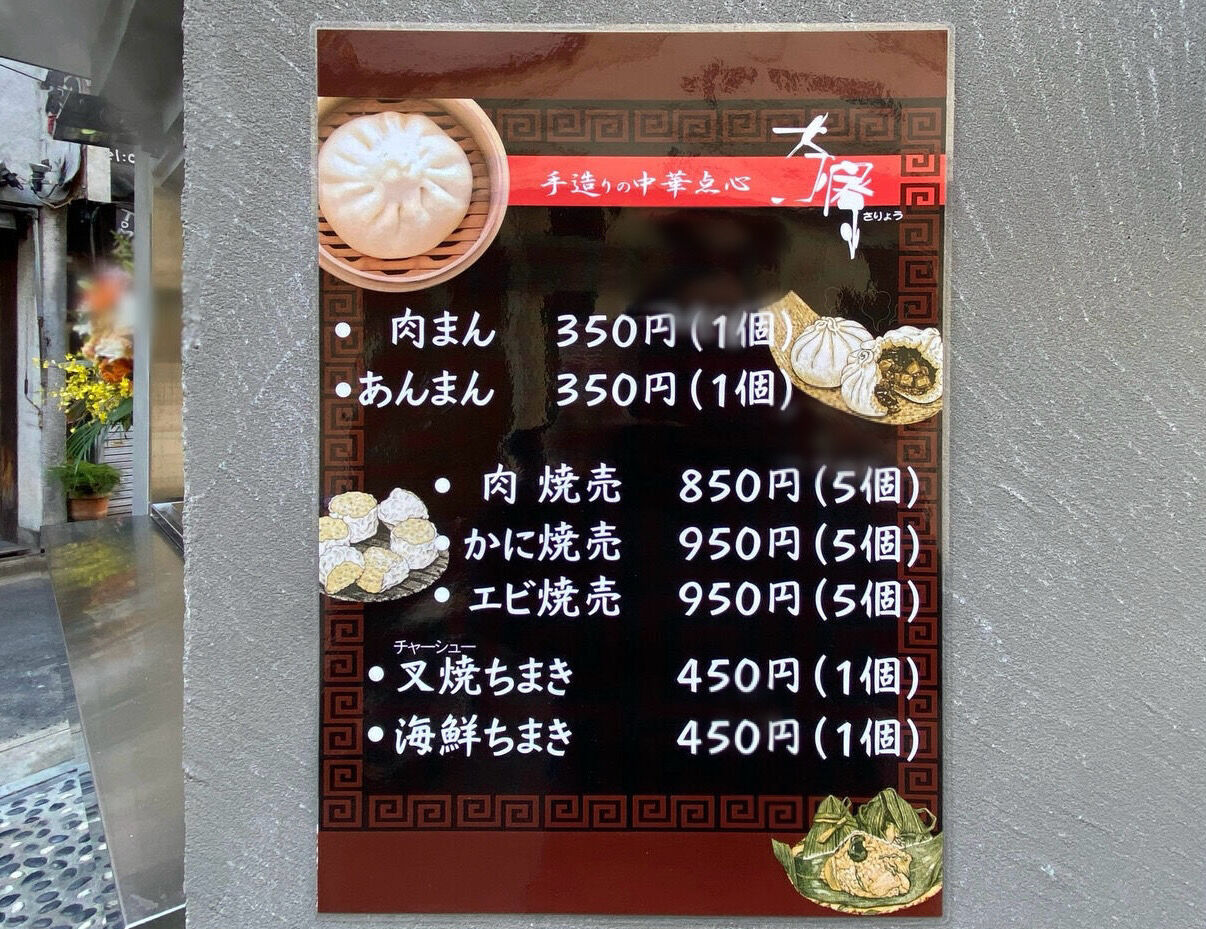 手造りの中華点心
さりょう
• 肉まん 350円(1個)
•あんまん 350円(1個)
• 肉 焼売 850円(5個)
• かに焼売 950円(5個)
• エビ焼売 950円(5個)
チャーシュー
• 叉焼ちまき 450円(1個)
• 海鮮ちまき 450円(1個)